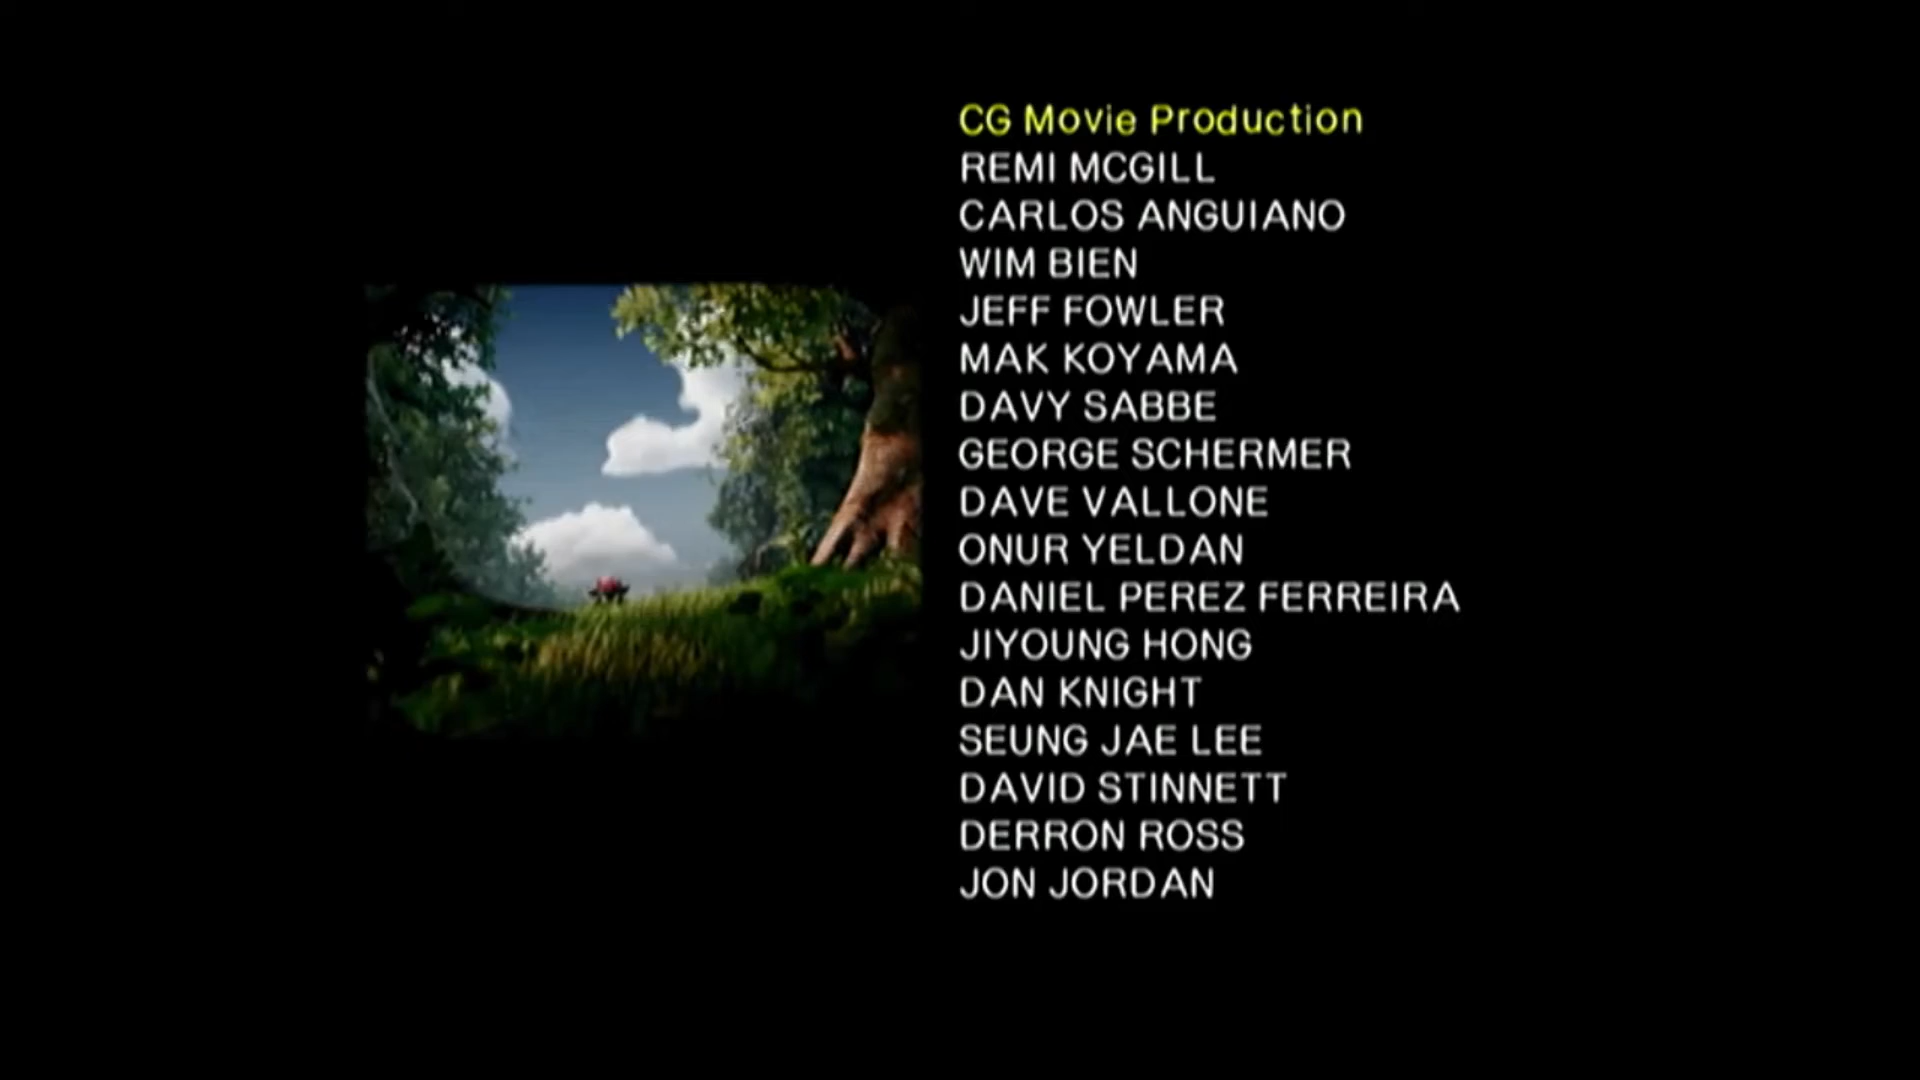 CG Movie Production
REMI MCGILL
CARLOS ANGUIANO
WIM BIEN
JEFF FOWLER
MAK KOYAMA
DAVY SABBE
GEORGE SCHERMER
DAVE VALLONE
ONUR YELDAN
DANIEL PEREZ FERREIRA
JIYOUNG HONG
DAN KNIGHT
SEUNG JAE LEE
DAVID STINNETT
DERRON ROSS
JON JORDAN